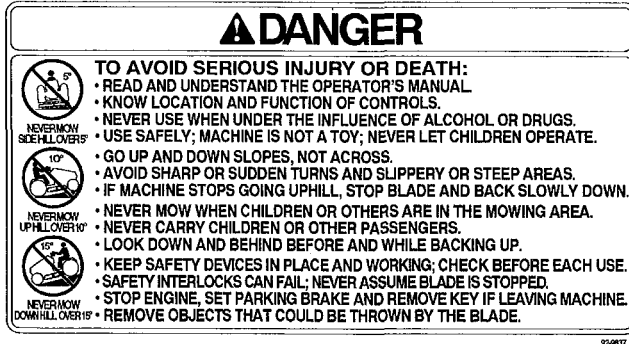 DANGER
TO AVOID SERIOUS INJURY OR DEATH:
• READ AND UNDERSTAND THE OPERATOR'S MANUAL.
• KNOW LOCATION AND FUNCTION OF CONTROLS.
• NEVER USE WHEN UNDER THE INFLUENCE OF ALCOHOL OR DRUGS.
• USE SAFELY; MACHINE IS NOT A TOY; NEVER LET CHILDREN OPERATE.
• GO UP AND DOWN SLOPES, NOT ACROSS.
• AVOID SHARP OR SUDDEN TURNS AND SLIPPERY OR STEEP AREAS.
• IF MACHINE STOPS GOING UPHILL, STOP BLADE AND BACK SLOWLY DOWN.
• NEVER MOW WHEN CHILDREN OR OTHERS ARE IN THE MOWING AREA.
• NEVER CARRY CHILDREN OR OTHER PASSENGERS.
• LOOK DOWN AND BEHIND BEFORE AND WHILE BACKING UP.
• KEEP SAFETY DEVICES IN PLACE AND WORKING; CHECK BEFORE EACH USE.
• SAFETY INTERLOCKS CAN FAIL; NEVER ASSUME BLADE IS STOPPED.
• STOP ENGINE, SET PARKING BRAKE AND REMOVE KEY IF LEAVING MACHINE.
• REMOVE OBJECTS THAT COULD BE THROWN BY THE BLADE.
5°
NEVER MOW
SIDE HILL OVER 5°
10°
NEVER MOW
UP HILL OVER 10°
15°
NEVER MOW
DOWN HILL OVER 15°
93-9837